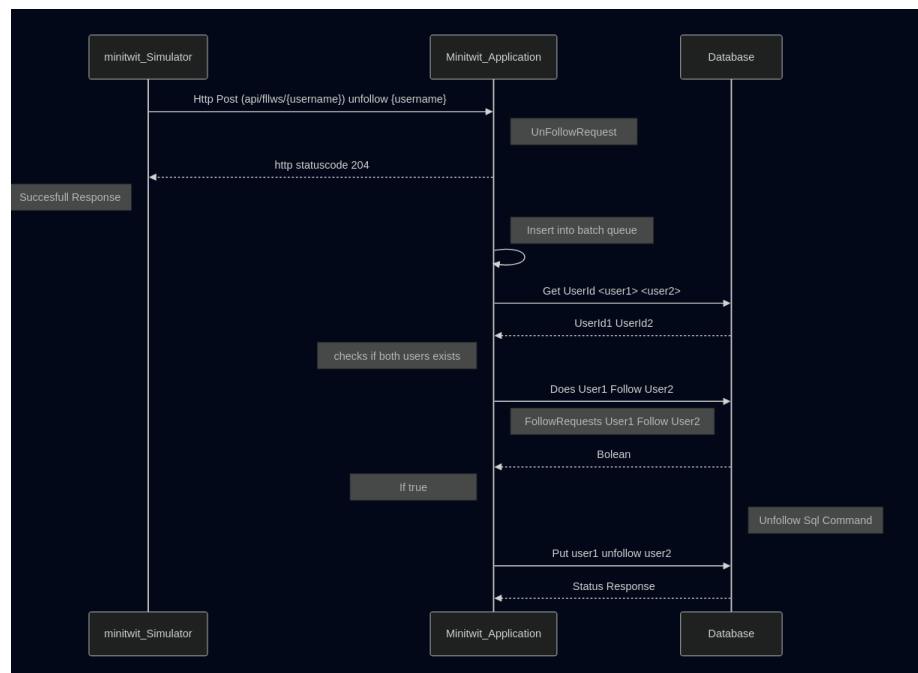 minitwit_Simulator
Minitwit_Application
Database
Http Post (api/fllws/{username}) unfollow {username}
UnFollowRequest
http statuscode 204
Succesfull Response
Insert into batch queue
Get UserId <user1> <user2>
UserId1 UserId2
checks if both users exists
Does User1 Follow User2
FollowRequests User1 Follow User2
Bolean
If true
Unfollow Sql Command
Put user1 unfollow user2
Status Response
minitwit_Simulator
Minitwit_Application
Database